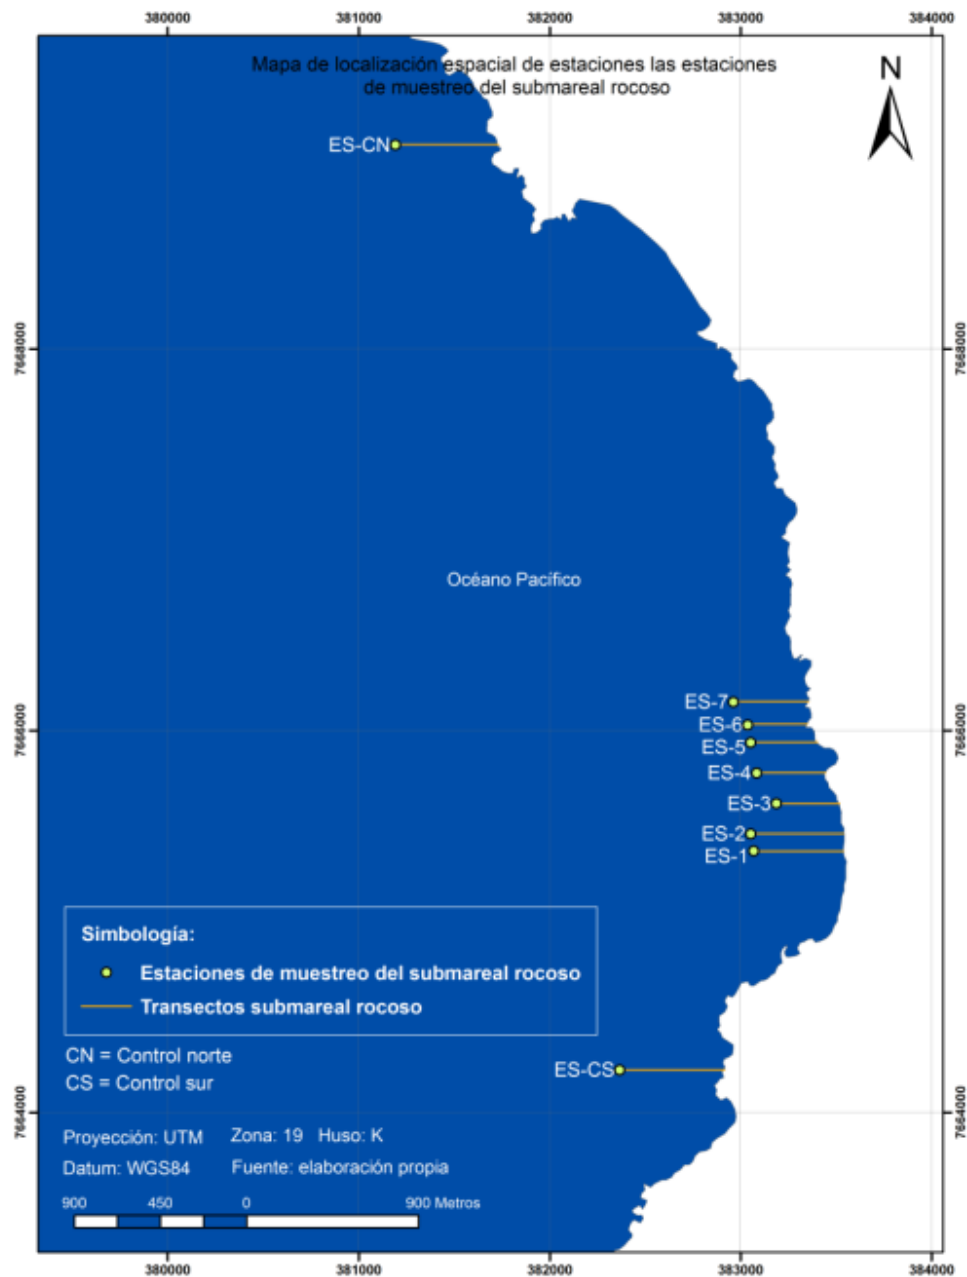 380000 381000 382000 383000 384000
Mapa de localización espacial de estaciones las estaciones
de muestreo del submareal rocoso
N
ES-CN
7668000 7668000
Océano Pacífico
ES-7
ES-6
7666000 7666000
ES-5
ES-4
ES-3
ES-2
ES-1
Simbología:
Estaciones de muestreo del submareal rocoso
Transectos submareal rocoso
CN = Control norte
CS = Control sur
ES-CS
7664000 7664000
Proyección: UTM Zona: 19 Huso: K
Datum: WGS84 Fuente: elaboración propia
900 450 0 900 Metros
380000 381000 382000 383000 384000